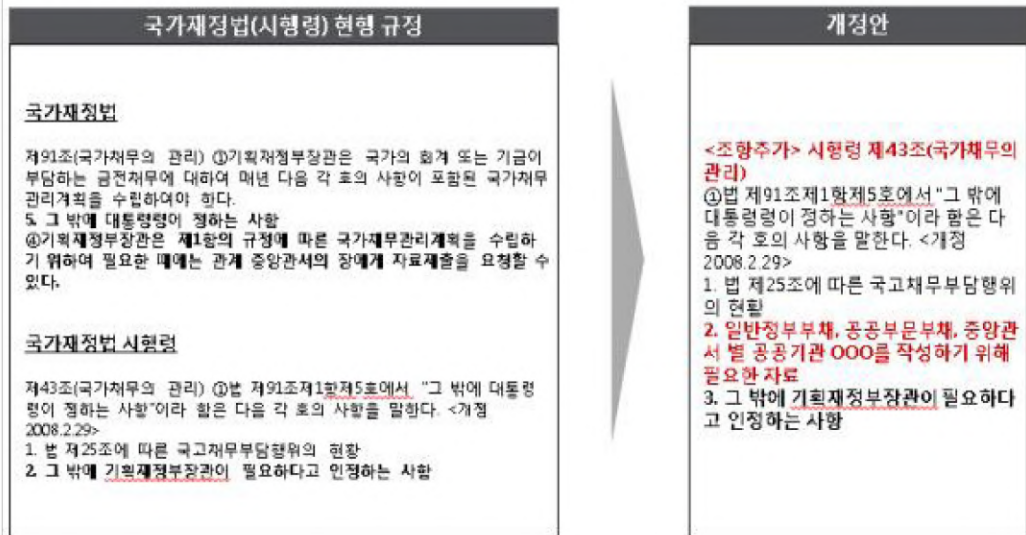 국가재정법(시행령) 현행 규정
국가재정법
제91조(국가채무의 관리) ①기획재정부장관은 국가의 회계 또는 기금이
부담하는 금전채무에 대하여 매년 다음 각 호의 사항이 포함된 국가채무
관리계획을 수립하여야 한다.
5. 그 밖에 대통령령이 정하는 사항
④기획재정부장관은 제1항의 규정에 따른 국가채무관리계획을 수립하
기 위하여 필요한 때에는 관계 중앙관서의 장에게 자료제출을 요청할 수
있다.
국가재정법 시행령
제43조(국가채무의 관리) ①법 제91조제1항제5호에서 "그 밖에 대통령
령이 정하는 사항"이라 함은 다음 각 호의 사항을 말한다. <개정
2008.2.29>
1. 법 제25조에 따른 국고채무부담행위의 현황
2. 그 밖에 기획재정부장관이 필요하다고 인정하는 사항
개정안
<조항추가> 시행령 제43조(국가채무의
관리)
①법 제91조제1항제5호에서 "그 밖에
대통령령이 정하는 사항"이라 함은 다
음 각 호의 사항을 말한다. <개정
2008.2.29>
1. 법 제25조에 따른 국고채무부담행위
의 현황
2. 일반정부부채, 공공부문부채, 중앙관
서 별 공공기관 OOO를 작성하기 위해
필요한 자료
3. 그 밖에 기획재정부장관이 필요하다
고 인정하는 사항